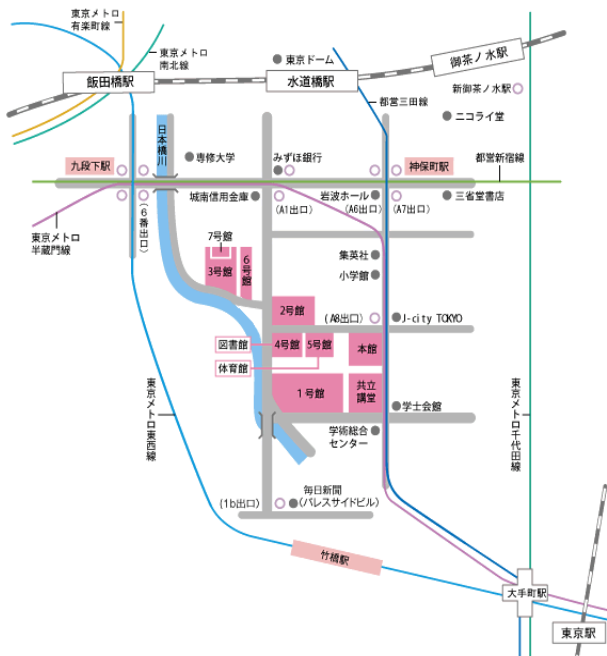 東京メトロ
有楽町線
東京メトロ
南北線
飯田橋駅
東京ドーム
水道橋駅
御茶ノ水駅
新御茶ノ水駅
都営三田線
ニコライ堂
日本橋川
専修大学
みずほ銀行
九段下駅
神保町駅
都営新宿線
城南信用金庫
(A1出口)
岩波ホール
(A6出口)
(A7出口)
三省堂書店
(6番出口)
東京メトロ
半蔵門線
7号館
3号館
6号館
集英社
小学館
2号館
(A8出口)
J-city TOKYO
図書館
4号館
5号館
本館
体育館
1号館
共立
講堂
学士会館
東京メトロ東西線
東京メトロ千代田線
学術総合
センター
毎日新聞
(パレスサイドビル)
(1b出口)
竹橋駅
大手町駅
東京駅